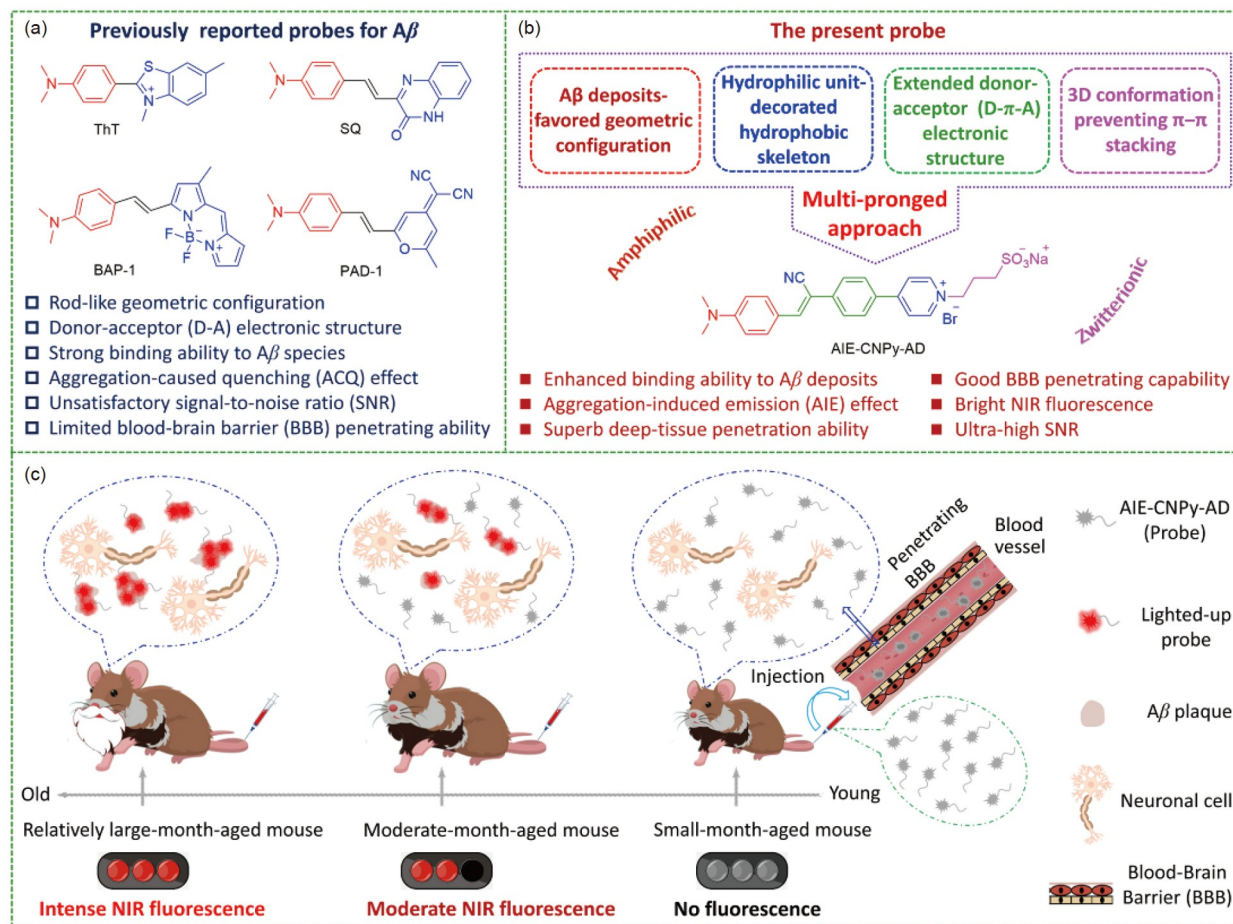 (a)
Previously reported probes for Aβ
N
S
N⁺
ThT
N
N
NH
O
SQ
N
N
B⁻
F
F
N⁺
BAP-1
N
NC
CN
O
PAD-1
Rod-like geometric configuration
Donor-acceptor (D-A) electronic structure
Strong binding ability to Aβ species
Aggregation-caused quenching (ACQ) effect
Unsatisfactory signal-to-noise ratio (SNR)
Limited blood-brain barrier (BBB) penetrating ability
(b)
The present probe
Aβ deposits-
favored geometric
configuration
Hydrophilic unit-
decorated
hydrophobic
skeleton
Extended donor-
acceptor (D-π-A)
electronic
structure
3D conformation
preventing π–π
stacking
Multi-pronged
approach
Amphiphilic
Zwitterionic
N
CN
N⁺
Br⁻
SO₃⁻Na⁺
AIE-CNPy-AD
Enhanced binding ability to Aβ deposits
Aggregation-induced emission (AIE) effect
Superb deep-tissue penetration ability
Good BBB penetrating capability
Bright NIR fluorescence
Ultra-high SNR
(c)
Penetrating
BBB
Blood
vessel
Injection
Old
Young
Relatively large-month-aged mouse
Moderate-month-aged mouse
Small-month-aged mouse
Intense NIR fluorescence
Moderate NIR fluorescence
No fluorescence
AIE-CNPy-AD
(Probe)
Lighted-up
probe
Aβ plaque
Neuronal cell
Blood-Brain
Barrier (BBB)